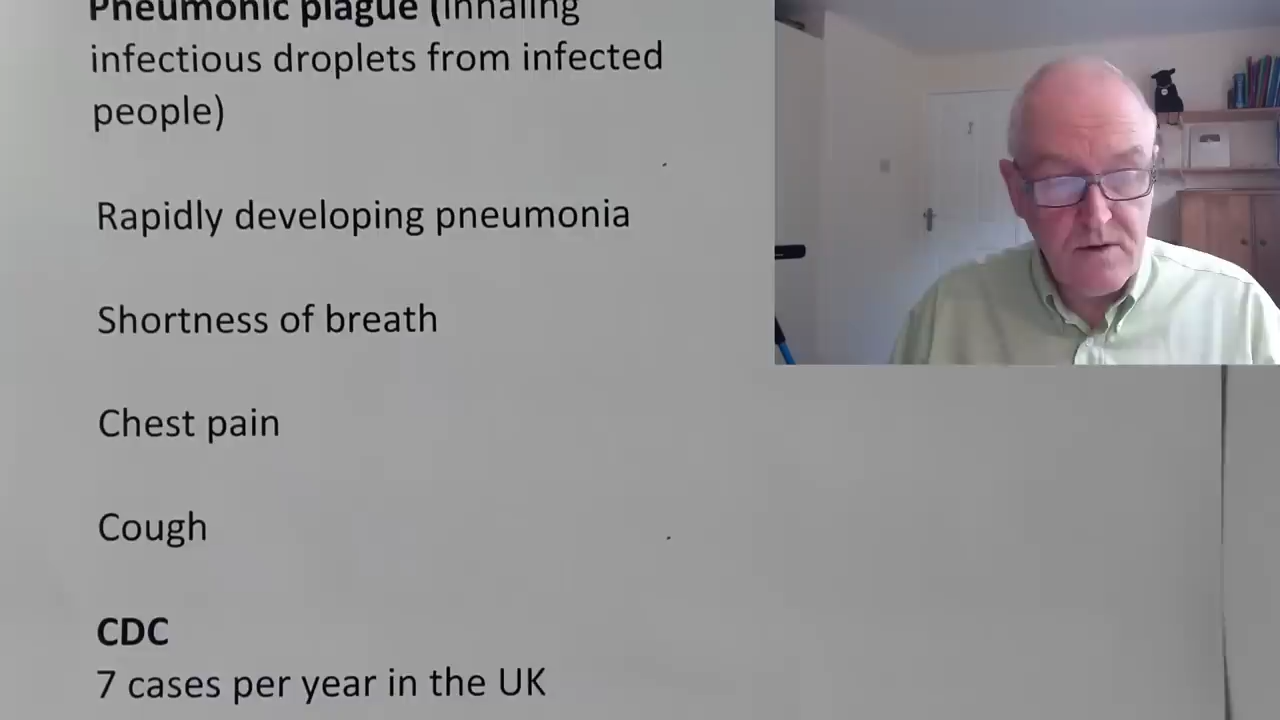 Pneumonic plague (inhaling
infectious droplets from infected
people)
Rapidly developing pneumonia
Shortness of breath
Chest pain
Cough
CDC
7 cases per year in the UK